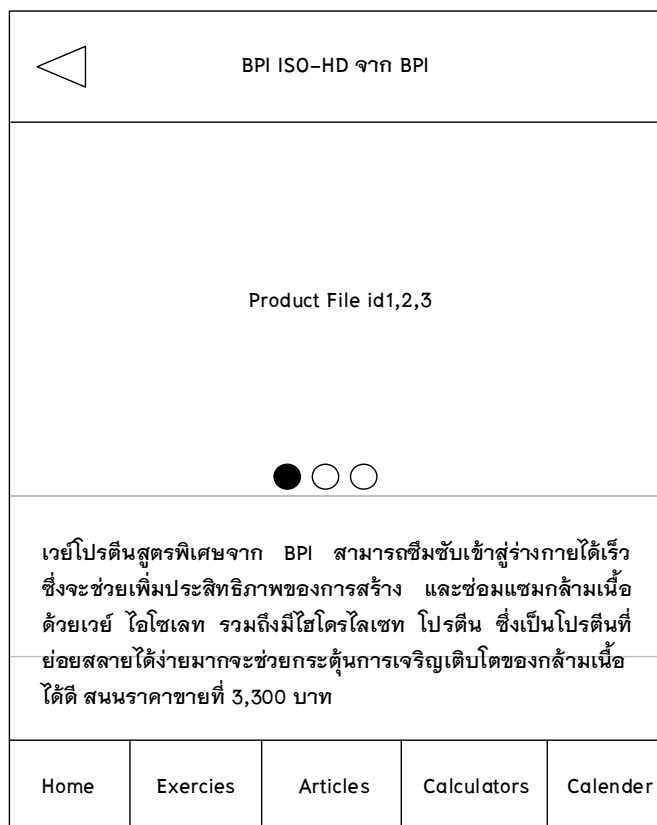 BPI ISO-HD จาก BPI
Product File id1,2,3
เวย์โปรตีนสูตรพิเศษจาก BPI สามารถซึมซับเข้าสู่ร่างกายได้เร็ว
ซึ่งจะช่วยเพิ่มประสิทธิภาพของการสร้าง และซ่อมแซมกล้ามเนื้อ
ด้วยเวย์ ไอโซเลท รวมถึงมีไฮโดรไลเซท โปรตีน ซึ่งเป็นโปรตีนที่
ย่อยสลายได้ง่ายมากจะช่วยกระตุ้นการเจริญเติบโตของกล้ามเนื้อ
ได้ดี สนนราคาขายที่ 3,300 บาท
Home Exercies Articles Calculators Calender